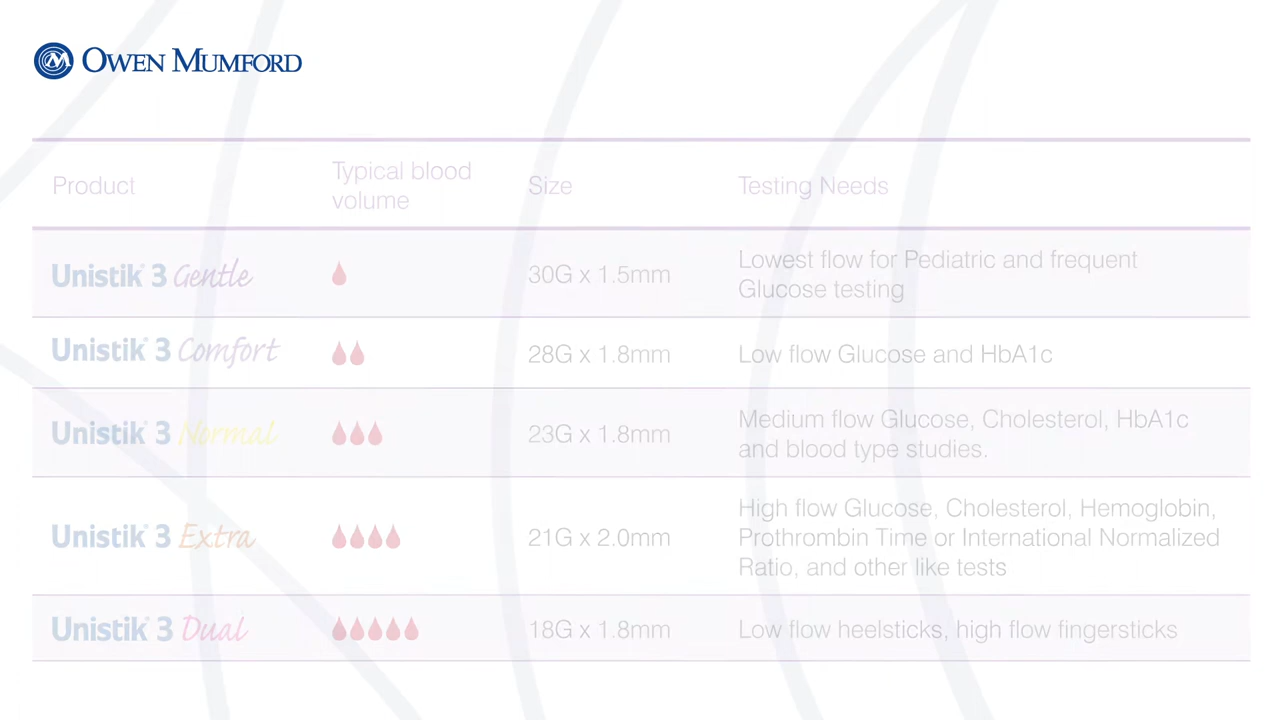 OWEN MUMFORD
Product
Typical blood
volume
Size
Testing Needs
Unistik® 3 Gentle
30G x 1.5mm
Lowest flow for Pediatric and frequent
Glucose testing
Unistik® 3 Comfort
28G x 1.8mm
Low flow Glucose and HbA1c
Unistik® 3 Normal
23G x 1.8mm
Medium flow Glucose, Cholesterol, HbA1c
and blood type studies.
Unistik® 3 Extra
21G x 2.0mm
High flow Glucose, Cholesterol, Hemoglobin,
Prothrombin Time or International Normalized
Ratio, and other like tests
Unistik® 3 Dual
18G x 1.8mm
Low flow heelsticks, high flow fingersticks